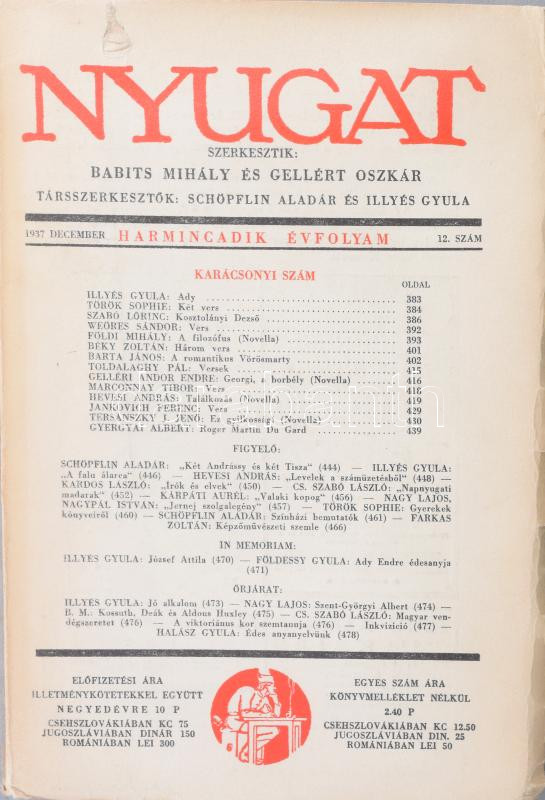 NYUGAT
SZERKESZTIK:
BABITS MIHÁLY ÉS GELLÉRT OSZKÁR
TÁRSSZERKESZTŐK: SCHÖPFLIN ALADÁR ÉS ILLYÉS GYULA
1937 DECEMBER HARMINCADIK ÉVFOLYAM 12. SZÁM
KARÁCSONYI SZÁM
OLDAL
ILLYÉS GYULA: Ady 383
TÖRÖK SOPHIE: Két vers 384
SZABÓ LŐRINC: Kosztolányi Dezső 386
WEÖRES SÁNDOR: Vers 392
FÖLDI MIHÁLY: A filozófus (Novella) 393
BÉKY ZOLTÁN: Három vers 401
BARTA JÁNOS: A romantikus Vörösmarty 402
TOLDALAGHY PÁL: Versek 415
GELLÉRI ANDOR ENDRE: Georgi, a borbély (Novella) 416
MARCONNAY TIBOR: Vers 418
HEVESI ANDRÁS: Találkozás (Novella) 419
JANKOVICH FERENC: Vers 429
TERSÁNSZKY J. JENŐ: Ez gyilkosság! (Novella) 430
GYERGYAI ALBERT: Roger Martin Du Gard 439
FIGYELŐ:
SCHÖPFLIN ALADÁR: „Két Andrássy és két Tisza" (444) — ILLYÉS GYULA:
„A falu álarca" (446) — HEVESI ANDRÁS: „Levelek a száműzetésből" (448) —
KARDOS LÁSZLÓ: „Irók és elvek" (450) — CS. SZABÓ LÁSZLÓ: „Napnyugati
madarak" (452) — KÁRPÁTI AURÉL: „Valaki kopog" (456) — NAGY LAJOS,
NAGYPÁL ISTVÁN: „Jernej szolgalegény" (457) — TÖRÖK SOPHIE: Gyerekek
könyveiről (460) — SCHÖPFLIN ALADÁR: Színházi bemutatók (461) — FARKAS
ZOLTÁN: Képzőművészeti szemle (466)
IN MEMORIAM:
ILLYÉS GYULA: József Attila (470) — FÖLDESSY GYULA: Ady Endre édesanyja
(471)
ŐRJÁRAT:
ILLYÉS GYULA: Jó alkalom (473) — NAGY LAJOS: Szent-Györgyi Albert (474) —
B. M.: Kossuth, Deák és Aldous Huxley (475) — CS. SZABÓ LÁSZLÓ: Magyar ven-
dégszeretet (476) — A viktoriánus kor szemtanuja (476) — Inkvizíció (477) —
HALÁSZ GYULA: Édes anyanyelvünk (478)
ELŐFIZETÉSI ÁRA
ILLETMÉNYKÖTETEKKEL EGYÜTT
NEGYEDÉVRE 10 P
CSEHSZLOVÁKIÁBAN KC 75
JUGOSZLÁVIÁBAN DINÁR 150
ROMÁNIÁBAN LEI 300
EGYES SZÁM ÁRA
KÖNYVMELLÉKLET NÉLKÜL
2.40 P
CSEHSZLOVÁKIÁBAN KC 12.50
JUGOSZLÁVIÁBAN DIN. 25
ROMÁNIÁBAN LEI 50